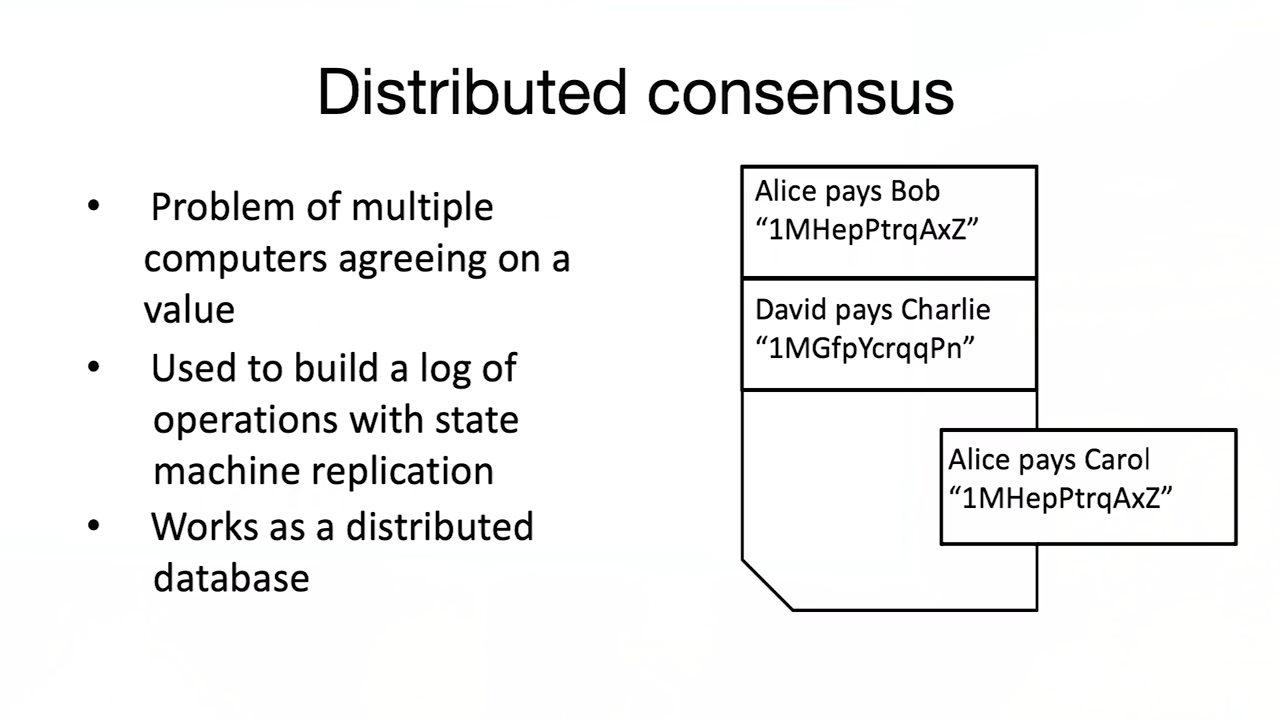 Distributed consensus
• Problem of multiple
computers agreeing on a
value
• Used to build a log of
operations with state
machine replication
• Works as a distributed
database
Alice pays Bob
“1MHepPtrqAxZ”
David pays Charlie
“1MGfpYcrqqPn”
Alice pays Carol
“1MHepPtrqAxZ”